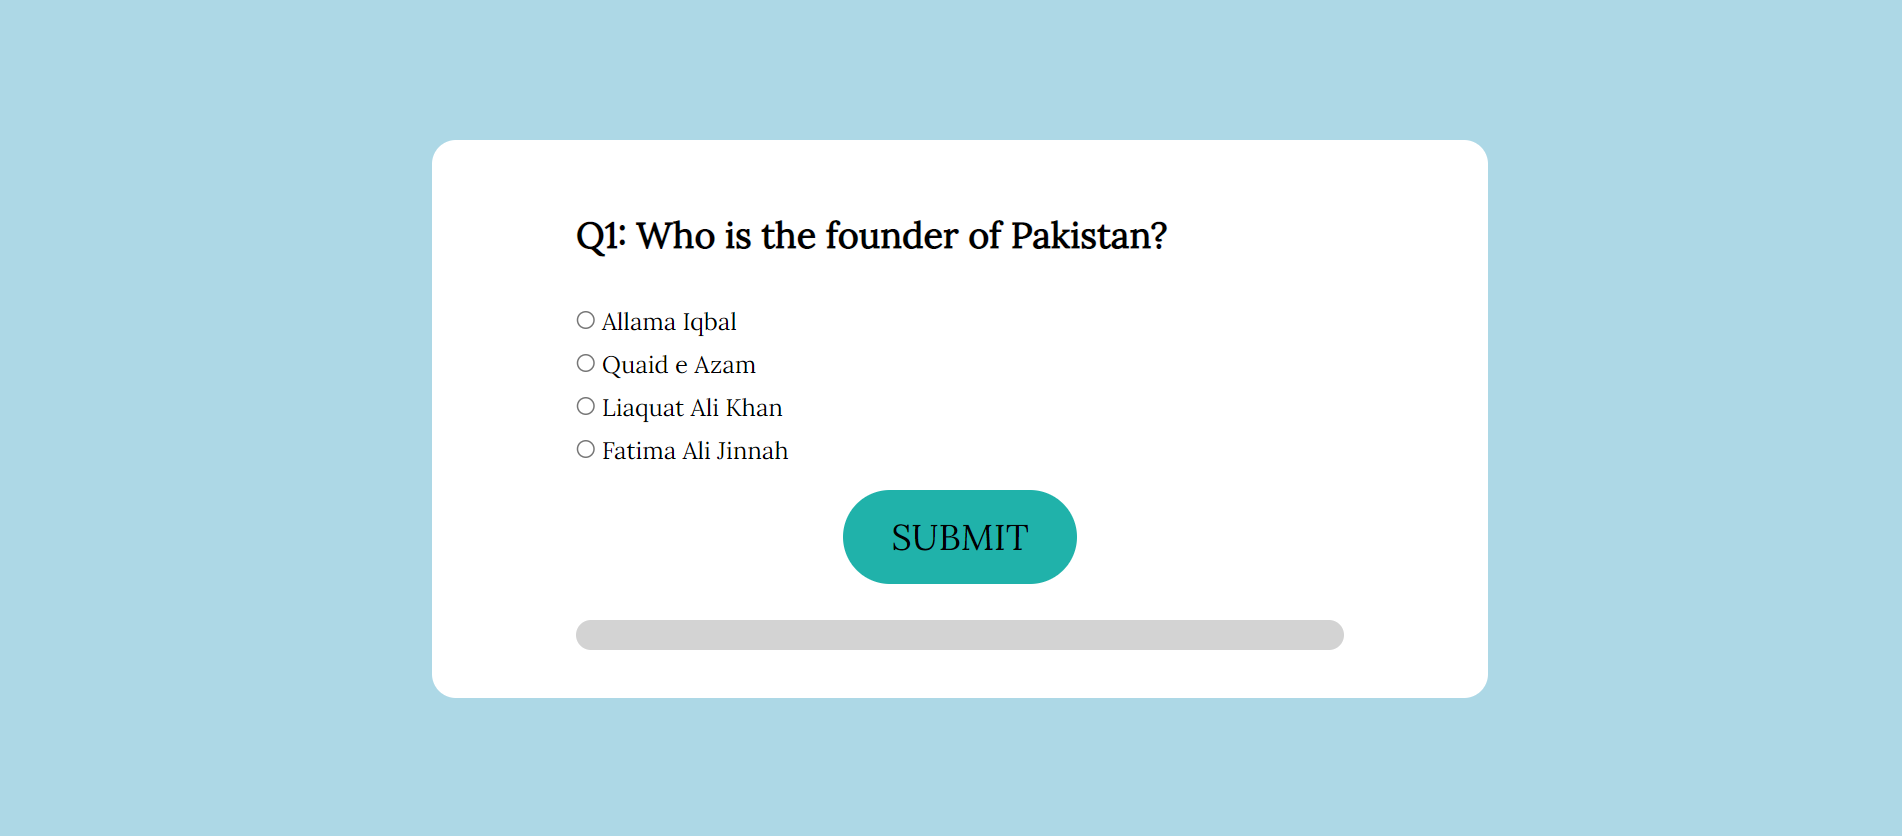 Q1: Who is the founder of Pakistan?
Allama Iqbal
Quaid e Azam
Liaquat Ali Khan
Fatima Ali Jinnah
SUBMIT